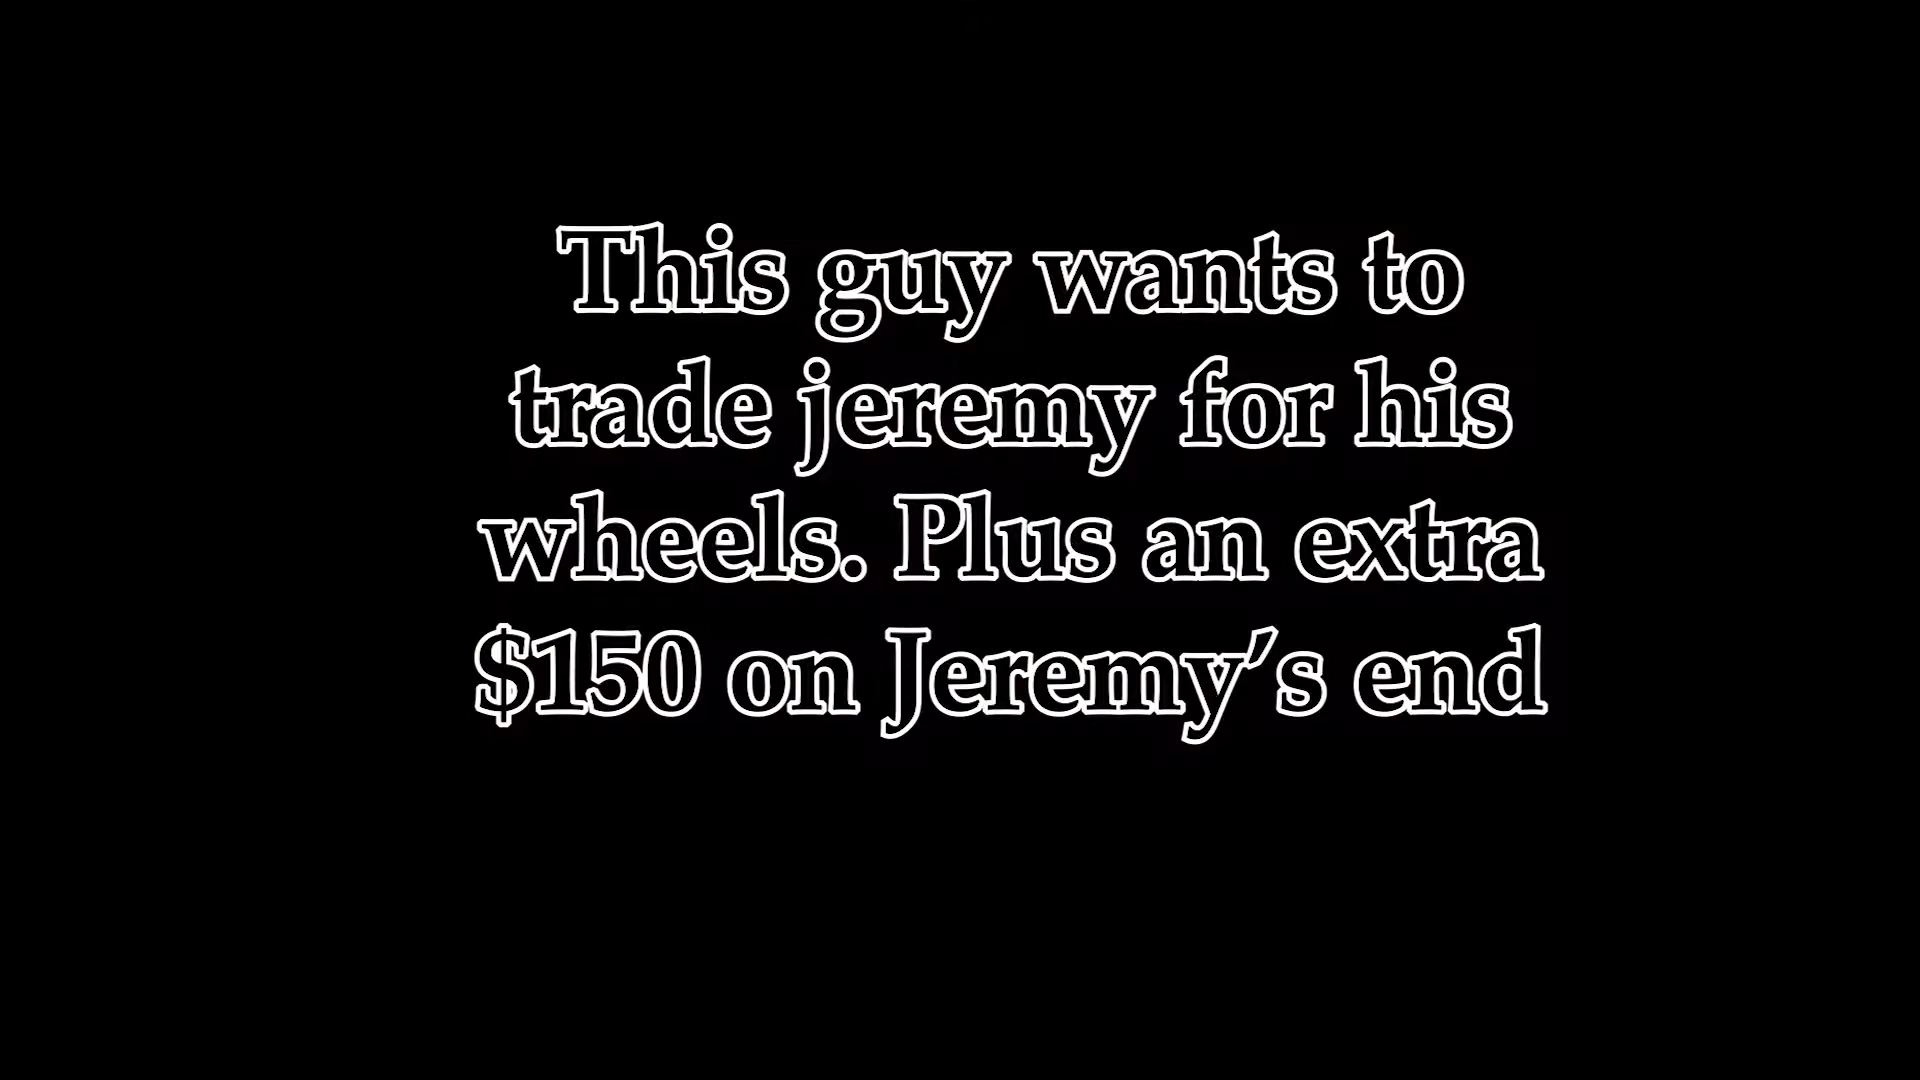 This guy wants to
trade jeremy for his
wheels. Plus an extra
$150 on Jeremy’s end